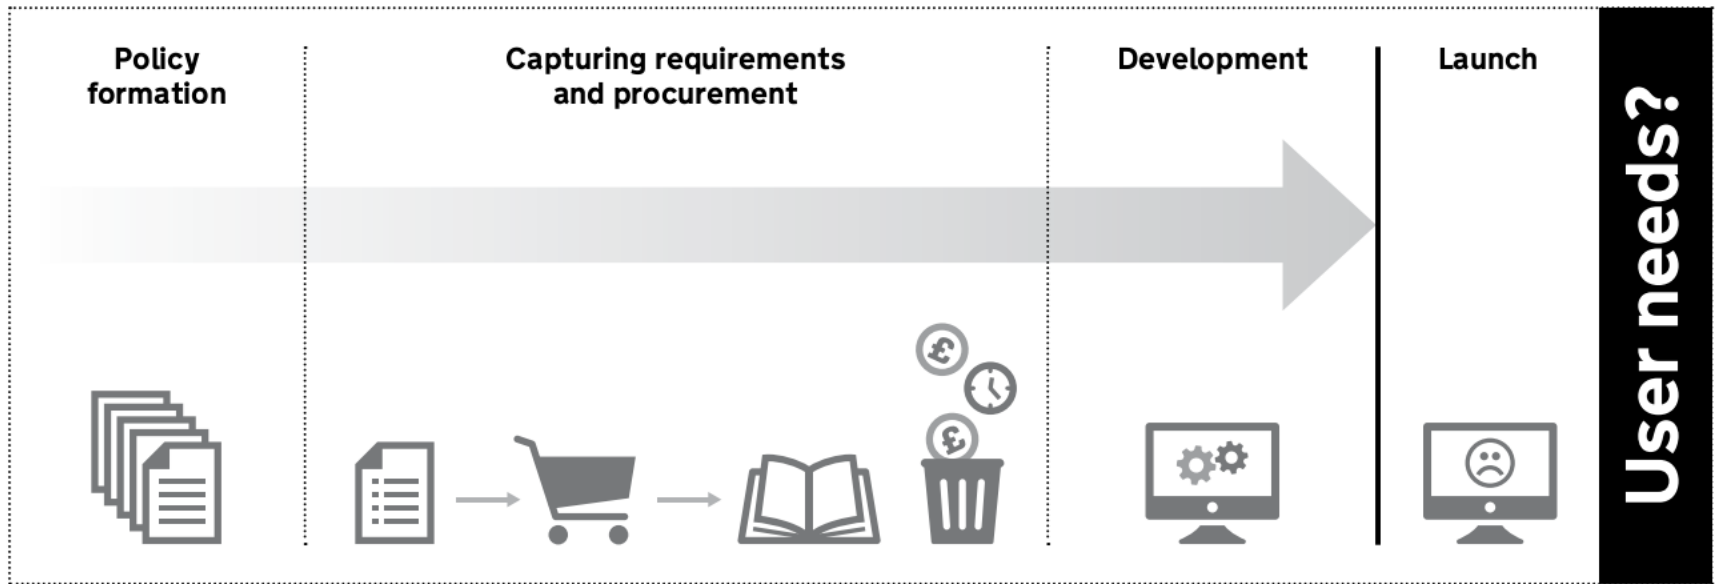 Policy
formation
Capturing requirements
and procurement
Development
Launch
£
£
User needs?